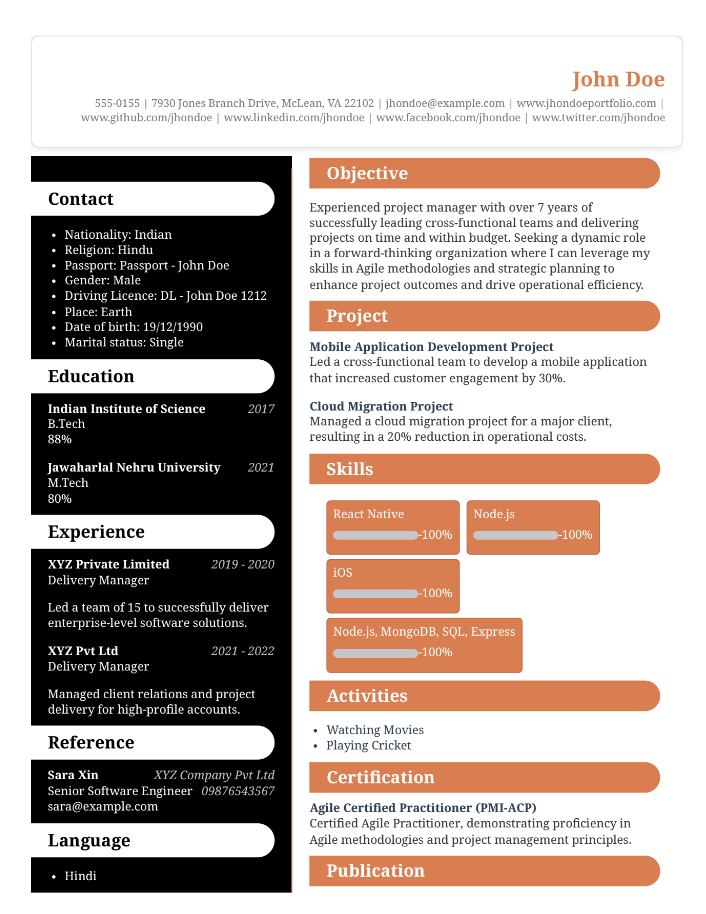 John Doe
555-0155 | 7930 Jones Branch Drive, McLean, VA 22102 | jhondoe@example.com | www.jhondoeportfolio.com |
www.github.com/jhondoe | www.linkedin.com/jhondoe | www.facebook.com/jhondoe | www.twitter.com/jhondoe
Contact
• Nationality: Indian
• Religion: Hindu
• Passport: Passport - John Doe
• Gender: Male
• Driving Licence: DL - John Doe 1212
• Place: Earth
• Date of birth: 19/12/1990
• Marital status: Single
Education
Indian Institute of Science 2017
B.Tech
88%
Jawaharlal Nehru University 2021
M.Tech
80%
Experience
XYZ Private Limited 2019 - 2020
Delivery Manager
Led a team of 15 to successfully deliver
enterprise-level software solutions.
XYZ Pvt Ltd 2021 - 2022
Delivery Manager
Managed client relations and project
delivery for high-profile accounts.
Reference
Sara Xin XYZ Company Pvt Ltd
Senior Software Engineer 09876543567
sara@example.com
Language
• Hindi
Objective
Experienced project manager with over 7 years of
successfully leading cross-functional teams and delivering
projects on time and within budget. Seeking a dynamic role
in a forward-thinking organization where I can leverage my
skills in Agile methodologies and strategic planning to
enhance project outcomes and drive operational efficiency.
Project
Mobile Application Development Project
Led a cross-functional team to develop a mobile application
that increased customer engagement by 30%.
Cloud Migration Project
Managed a cloud migration project for a major client,
resulting in a 20% reduction in operational costs.
Skills
React Native Node.js
-100% -100%
iOS
-100%
Node.js, MongoDB, SQL, Express
-100%
Activities
• Watching Movies
• Playing Cricket
Certification
Agile Certified Practitioner (PMI-ACP)
Certified Agile Practitioner, demonstrating proficiency in
Agile methodologies and project management principles.
Publication